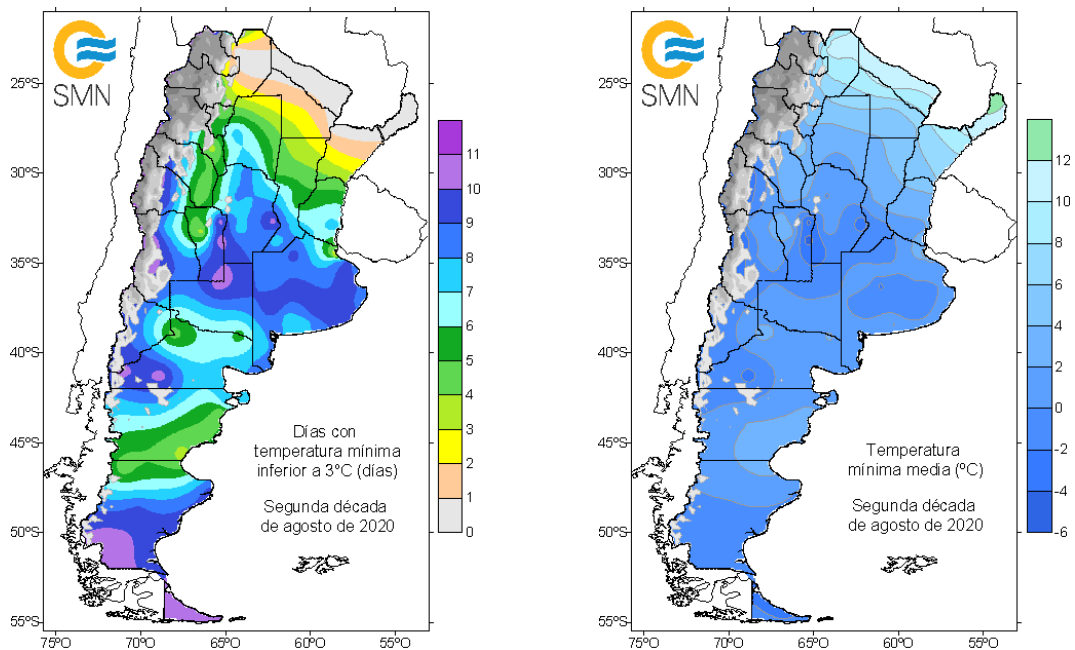 SMN
25ºS
30ºS
35ºS
40ºS
45ºS
50ºS
55ºS
75ºO
70ºO
65ºO
60ºO
55ºO
11
10
9
8
7
6
5
4
3
2
1
0
Días con
temperatura mínima
inferior a 3°C (días)
Segunda década
de agosto de 2020
SMN
25ºS
30ºS
35ºS
40ºS
45ºS
50ºS
55ºS
75ºO
70ºO
65ºO
60ºO
55ºO
12
10
8
6
4
2
0
-2
-4
-6
Temperatura
mínima media (ºC)
Segunda década
de agosto de 2020